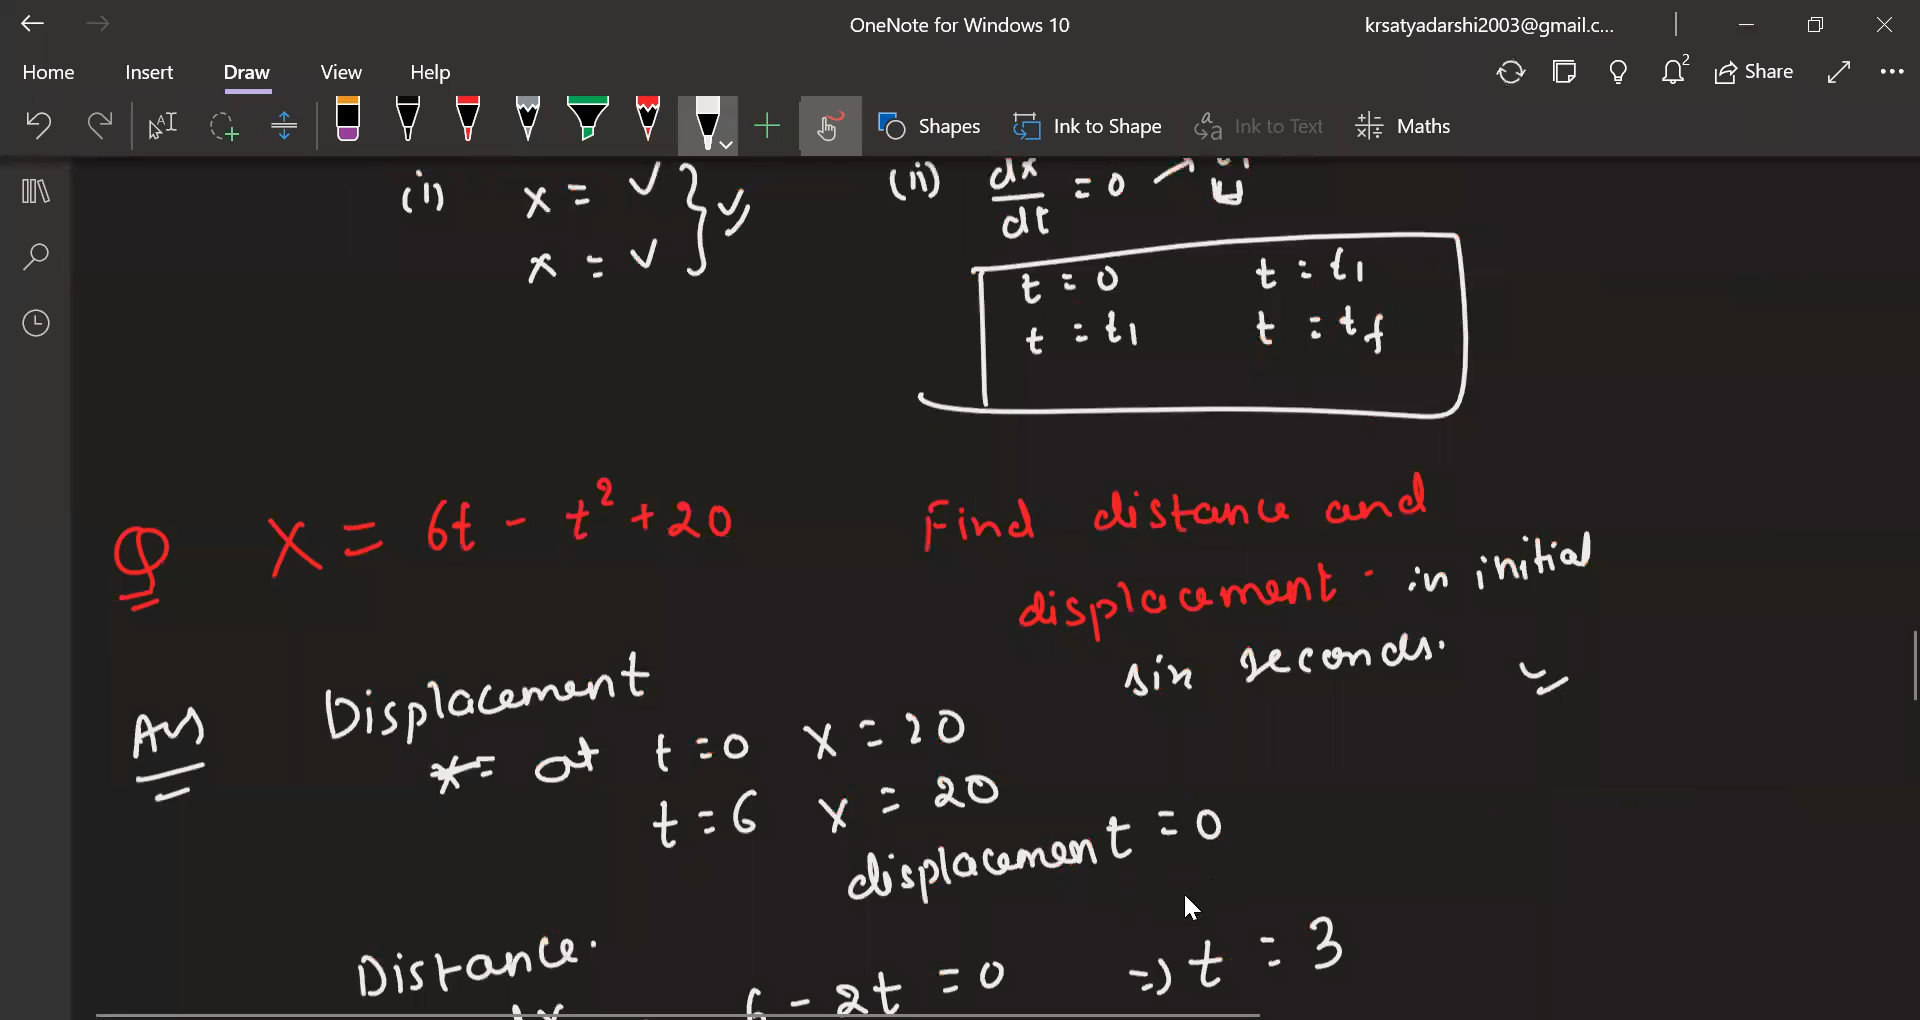 OneNote for Windows 10
krsatyadarshi2003@gmail.c...
Home Insert Draw View Help
2
Share
Shapes Ink to Shape Ink to Text Maths
(i) x = ✓
x = ✓
(ii) dx/dt = 0
t = 0 t = t1
t = t1 t = tf
Q X = 6t - t² + 20 Find distance and
displacement. in initial
six seconds.
Ans Displacement
at t = 0 x = 20
t = 6 x = 20
displacement = 0
Distance.
6 - 2t = 0 => t = 3